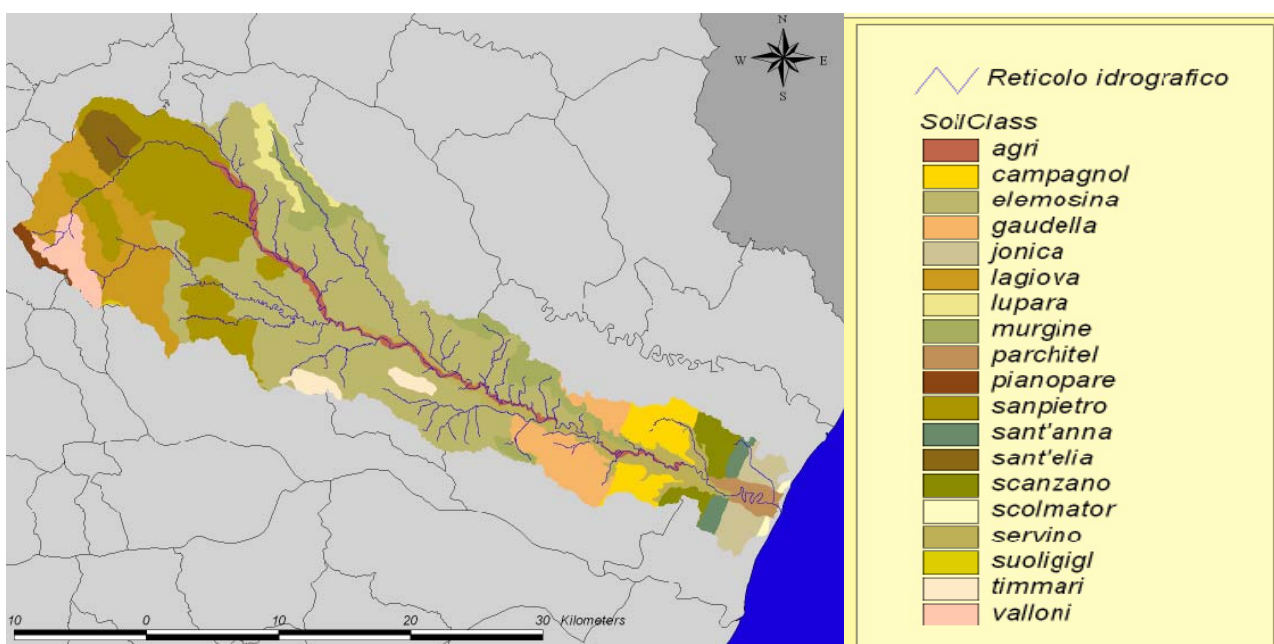 N
W E
S
10 0 10 20 30 Kilometers
Reticolo idrografico
SoilClass
agri
campagnol
elemosina
gaudella
jonica
lagiova
lupara
murgine
parchitel
pianopare
sanpietro
sant'anna
sant'elia
scanzano
scolmator
servino
suoligigl
timmari
valloni